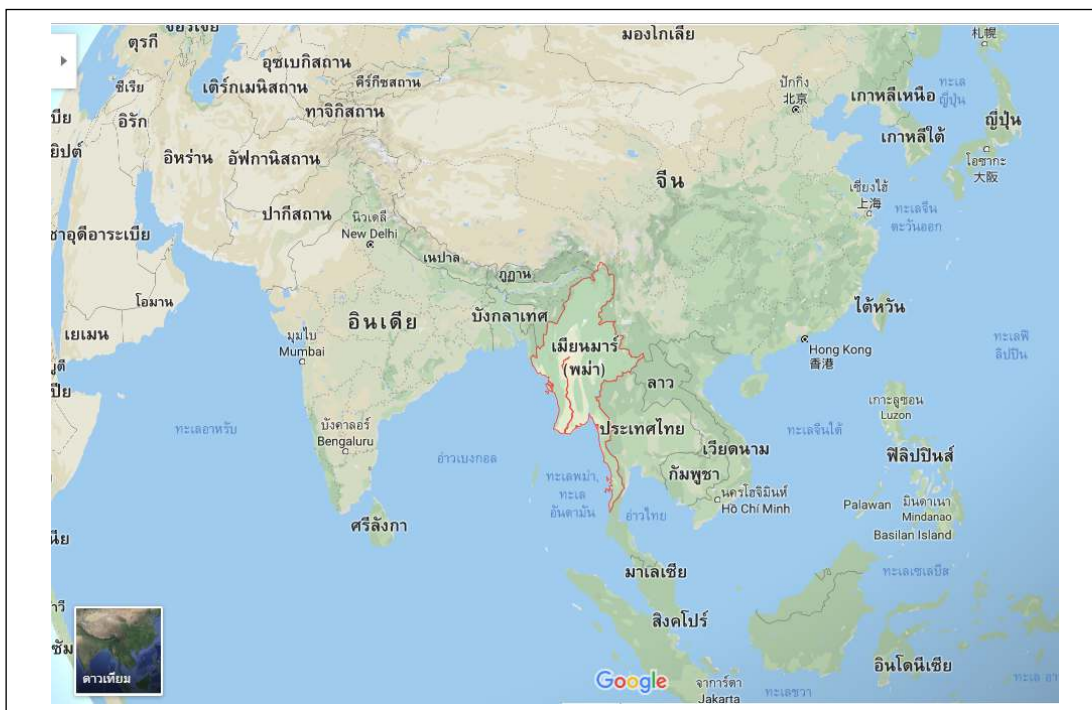 มองโกเลีย
札幌
ตุรกี
อุซเบกิสถาน
ซีเรีย
เติร์กเมนิสถาน
คีร์กีซสถาน
ปักกิ่ง
北京
เกาหลีเหนือ
ทะเล
ญี่ปุ่น
ทาจิกิสถาน
อิรัก
ญี่ปุ่น
เกาหลีใต้
อิหร่าน
อัฟกานิสถาน
โอซากะ
大阪
จีน
เซี่ยงไฮ้
上海
ปากีสถาน
นิวเดลี
New Delhi
ทะเลจีน
ตะวันออก
าอุดีอาระเบีย
เนปาล
ภูฏาน
โอมาน
บังกลาเทศ
อินเดีย
ไต้หวัน
เยเมน
มุมไบ
Mumbai
เมียนมาร์
(พม่า)
Hong Kong
香港
ทะเลฟิ
ลิปปิน
ลาว
เกาะลูซอน
Luzon
ทะเลอาหรับ
บังคาลอร์
Bengaluru
ประเทศไทย
ทะเลจีนใต้
เวียดนาม
อ่าวเบงกอล
ฟิลิปปินส์
กัมพูชา
ทะเลพม่า,
ทะเล
อันดามัน
นครโฮจิมินห์
Hồ Chí Minh
Palawan
มินดาเนา
Mindanao
อ่าวไทย
ศรีลังกา
Basilan Island
มาเลเซีย
ทะเลเซเลบีส
สิงคโปร์
อินโดนีเซีย
ดาวเทียม
Google
จาการ์ตา
Jakarta
ทะเลชวา